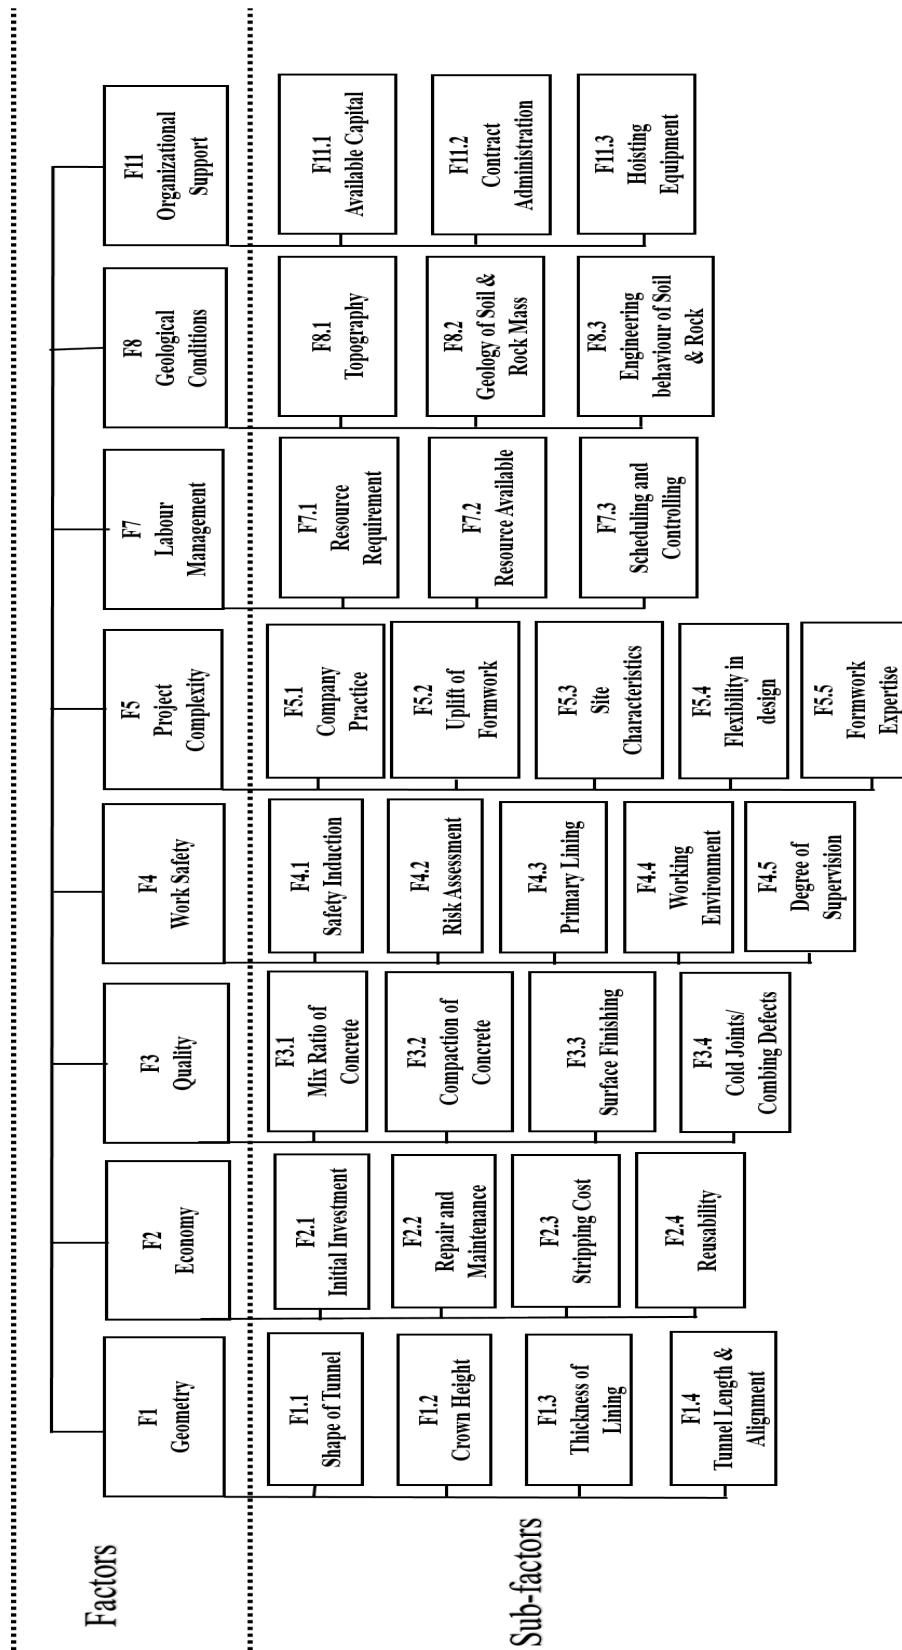 Factors
F1
Geometry
F2
Economy
F3
Quality
F4
Work Safety
F5
Project
Complexity
F7
Labour
Management
F8
Geological
Conditions
F11
Organizational
Support
Sub-factors
F1.1
Shape of Tunnel
F1.2
Crown Height
F1.3
Thickness of
Lining
F1.4
Tunnel Length &
Alignment
F2.1
Initial Investment
F2.2
Repair and
Maintenance
F2.3
Stripping Cost
F2.4
Reusability
F3.1
Mix Ratio of
Concrete
F3.2
Compaction of
Concrete
F3.3
Surface Finishing
F3.4
Cold Joints/
Combing Defects
F4.1
Safety Induction
F4.2
Risk Assessment
F4.3
Primary Lining
F4.4
Working
Environment
F4.5
Degree of
Supervision
F5.1
Company
Practice
F5.2
Uplift of
Formwork
F5.3
Site
Characteristics
F5.4
Flexibility in
design
F5.5
Formwork
Expertise
F7.1
Resource
Requirement
F7.2
Resource Available
F7.3
Scheduling and
Controlling
F8.1
Topography
F8.2
Geology of Soil &
Rock Mass
F8.3
Engineering
behaviour of Soil
& Rock
F11.1
Available Capital
F11.2
Contract
Administration
F11.3
Hoisting
Equipment